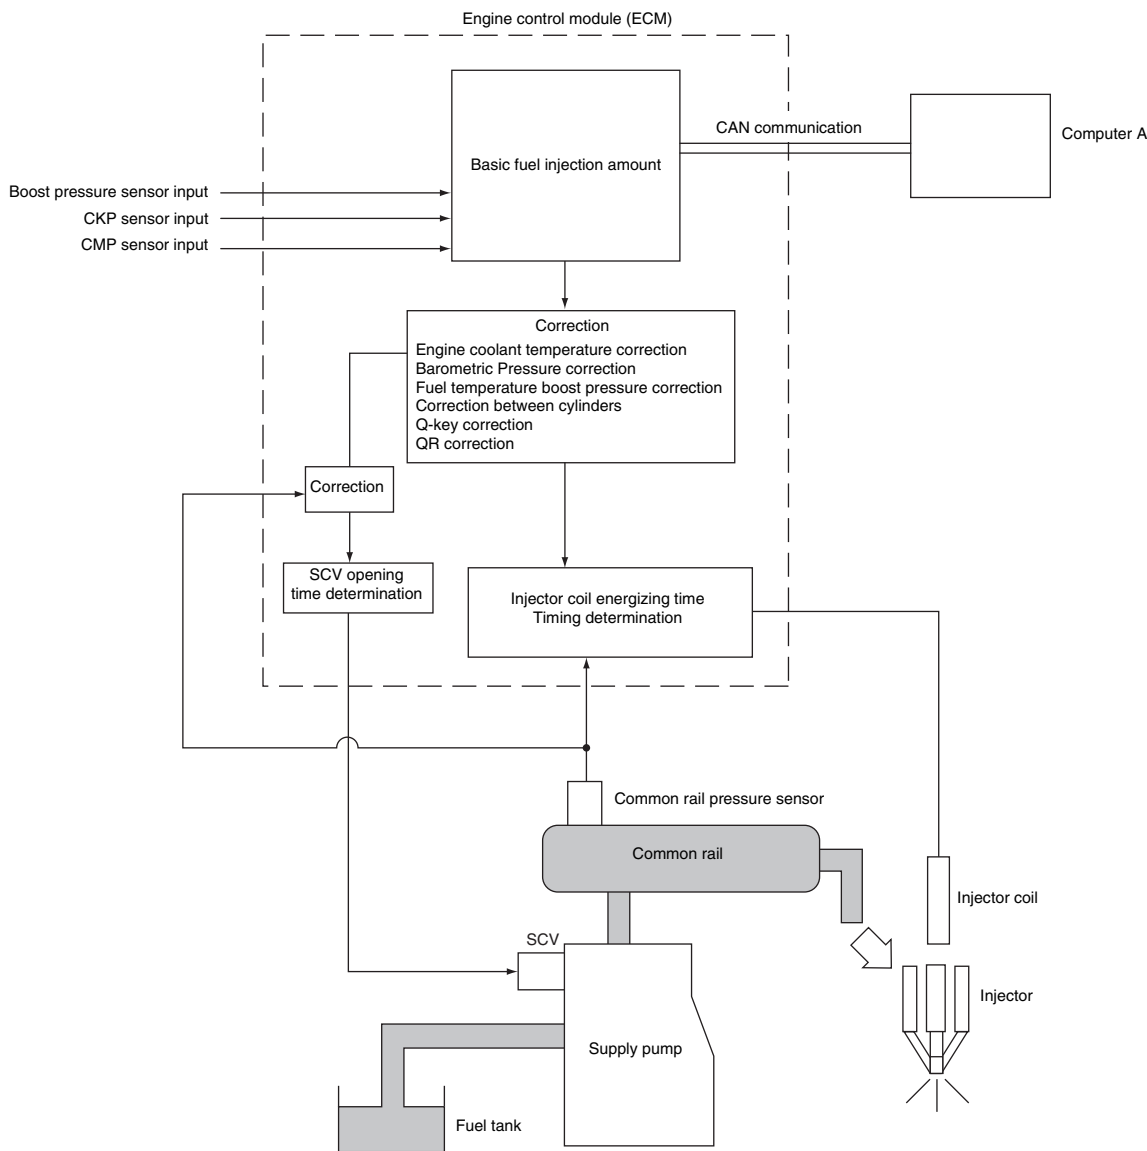 Engine control module (ECM)
CAN communication
Computer A
Basic fuel injection amount
Boost pressure sensor input
CKP sensor input
CMP sensor input
Correction
Engine coolant temperature correction
Barometric Pressure correction
Fuel temperature boost pressure correction
Correction between cylinders
Q-key correction
QR correction
Correction
SCV opening
time determination
Injector coil energizing time
Timing determination
Common rail pressure sensor
Common rail
Injector coil
SCV
Injector
Supply pump
Fuel tank